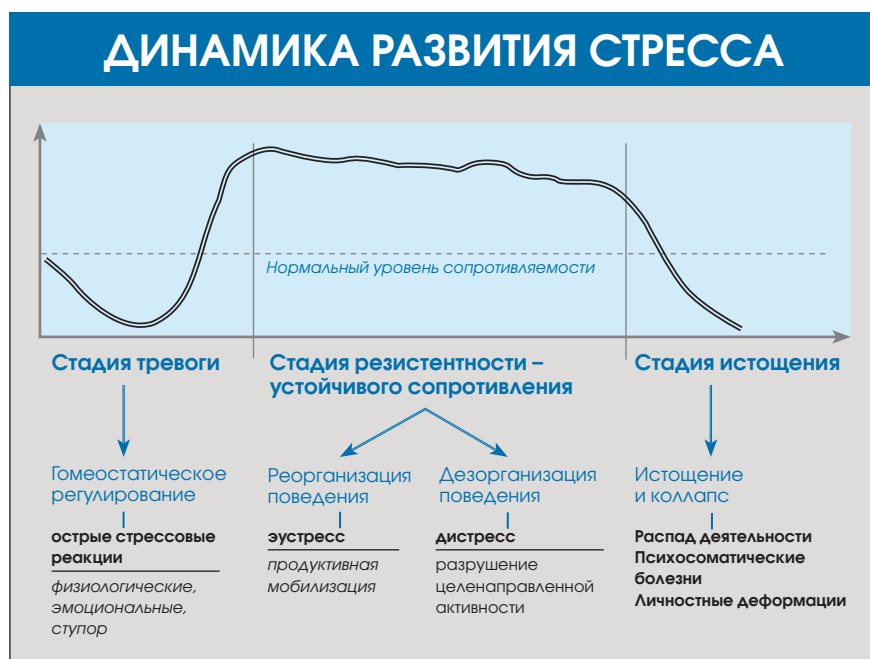 ДИНАМИКА РАЗВИТИЯ СТРЕССА
Нормальный уровень сопротивляемости
Стадия тревоги
Гомеостатическое
регулирование
острые стрессовые
реакции
физиологические,
эмоциональные,
ступор
Стадия резистентности –
устойчивого сопротивления
Реорганизация
поведения
эустресс
продуктивная
мобилизация
Дезорганизация
поведения
дистресс
разрушение
целенаправленной
активности
Стадия истощения
Истощение
и коллапс
Распад деятельности
Психосоматические
болезни
Личностные деформации